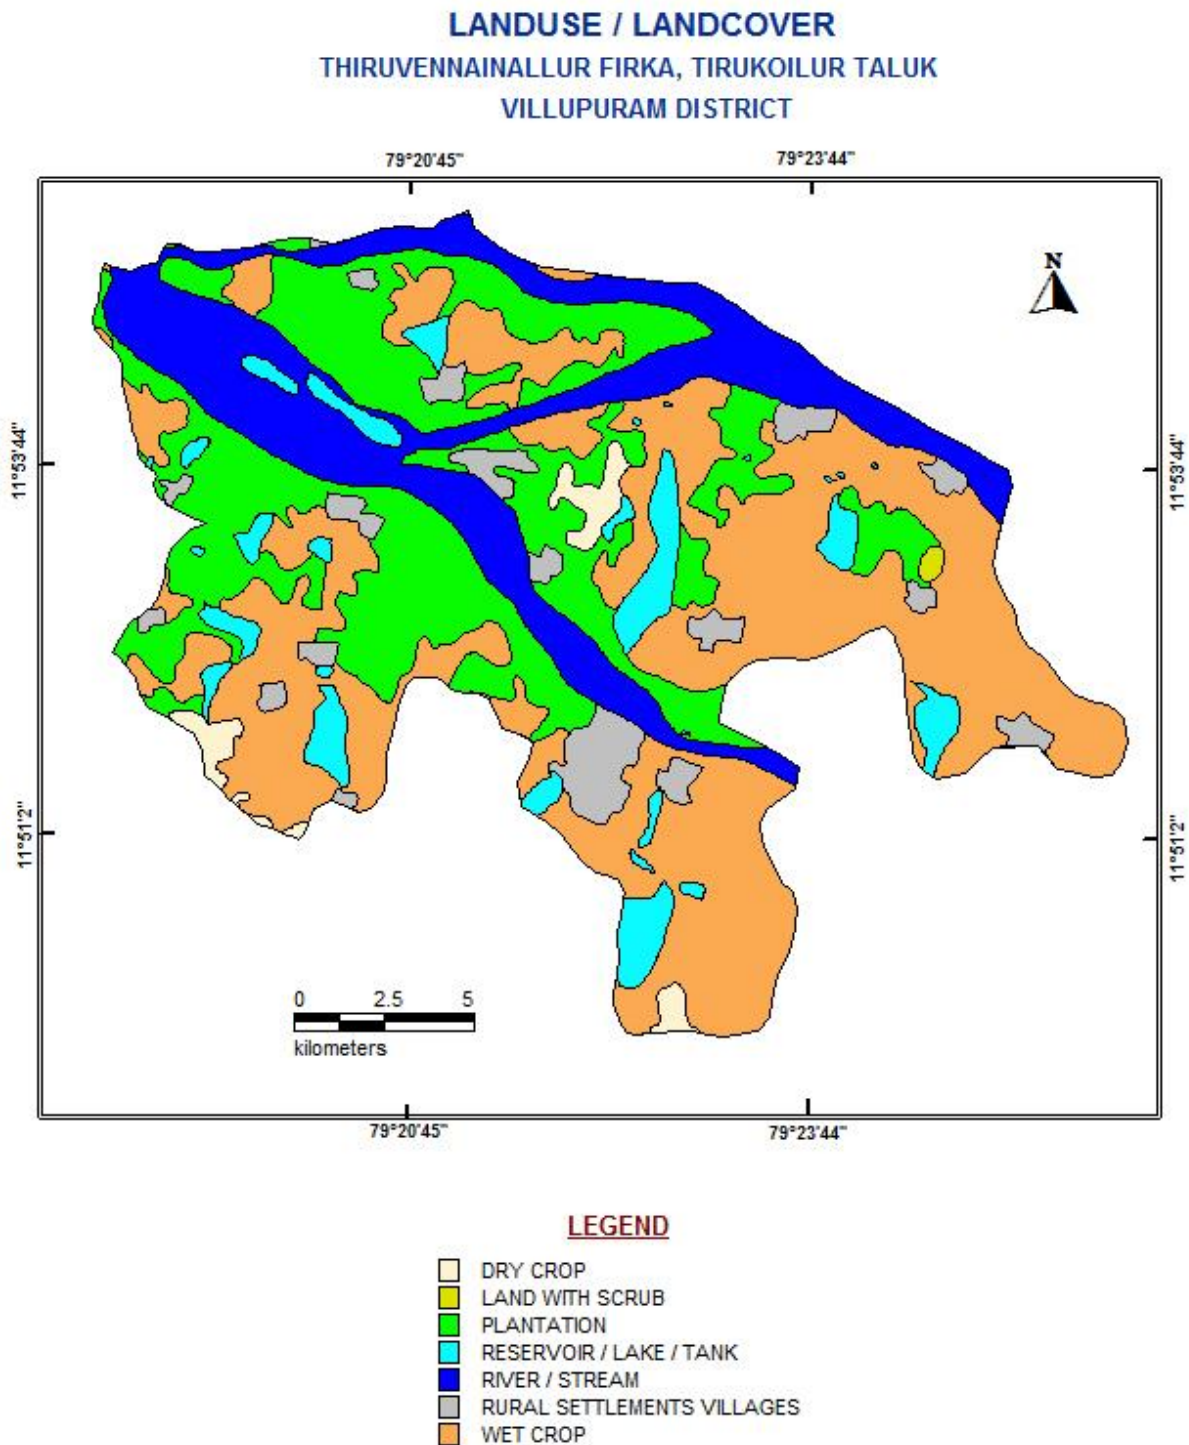 LANDUSE / LANDCOVER
THIRUVENNAINALLUR FIRKA, TIRUKOILUR TALUK
VILLUPURAM DISTRICT
79°20'45" 79°23'44"
N
11°53'44" 11°53'44"
11°51'2" 11°51'2"
0 2.5 5
kilometers
79°20'45" 79°23'44"
LEGEND
DRY CROP
LAND WITH SCRUB
PLANTATION
RESERVOIR / LAKE / TANK
RIVER / STREAM
RURAL SETTLEMENTS VILLAGES
WET CROP